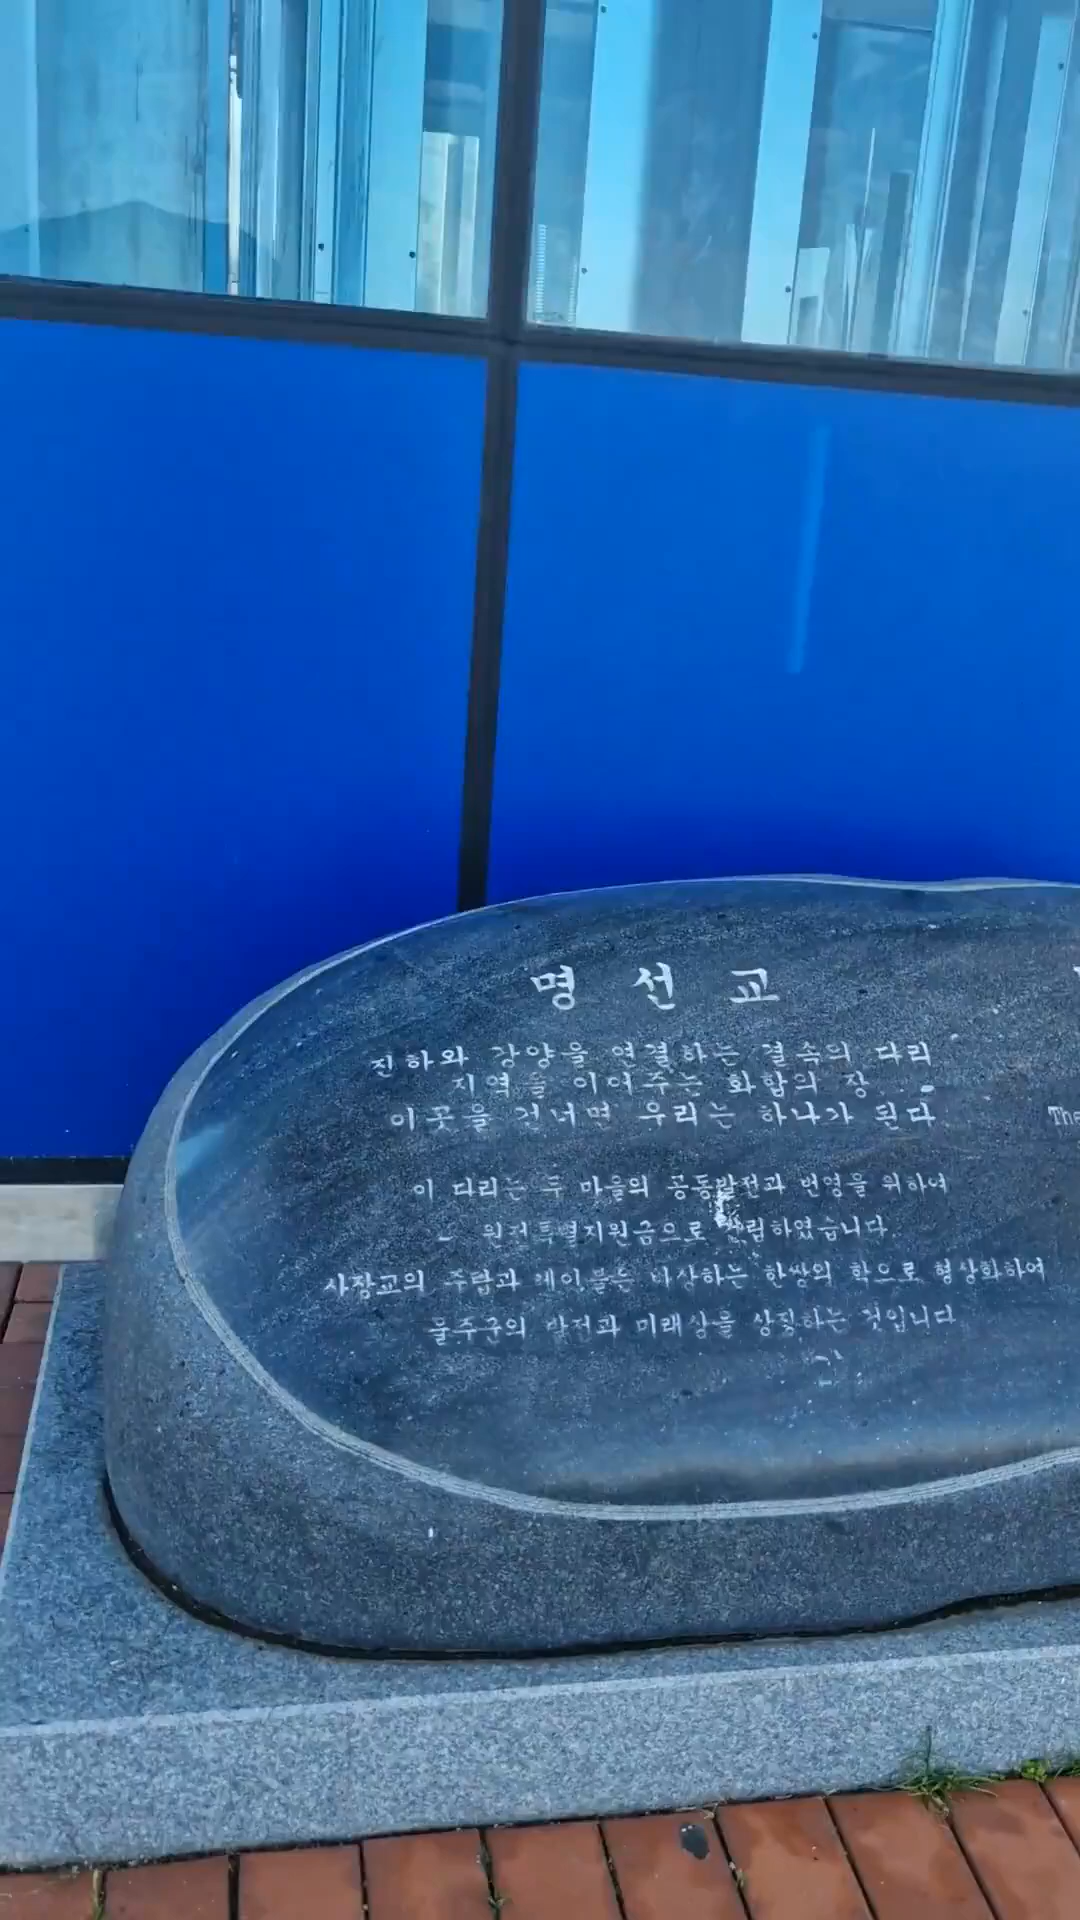 명 선 교
진하와 강양을 연결하는 결속의 다리
지역을 이어주는 화합의 장
이곳을 건너면 우리는 하나가 된다
The
이 다리는 두 마을의 공동발전과 번영을 위하여
원전특별지원금으로 건립하였습니다
사장교의 주탑과 케이블은 비상하는 한쌍의 학으로 형상화하여
울주군의 발전과 미래상을 상징하는 것입니다